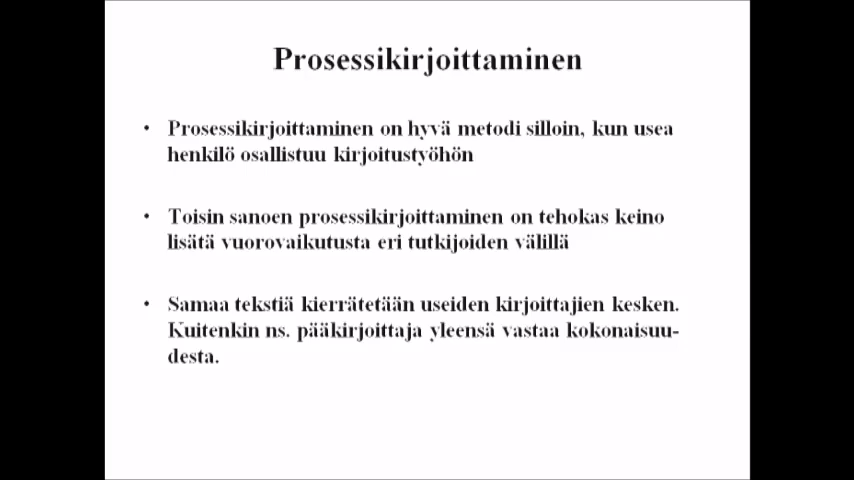 Prosessikirjoittaminen
• Prosessikirjoittaminen on hyvä metodi silloin, kun usea
henkilö osallistuu kirjoitustyöhön
• Toisin sanoen prosessikirjoittaminen on tehokas keino
lisätä vuorovaikutusta eri tutkijoiden välillä
• Samaa tekstiä kierrätetään useiden kirjoittajien kesken.
Kuitenkin ns. pääkirjoittaja yleensä vastaa kokonaisuu-
desta.